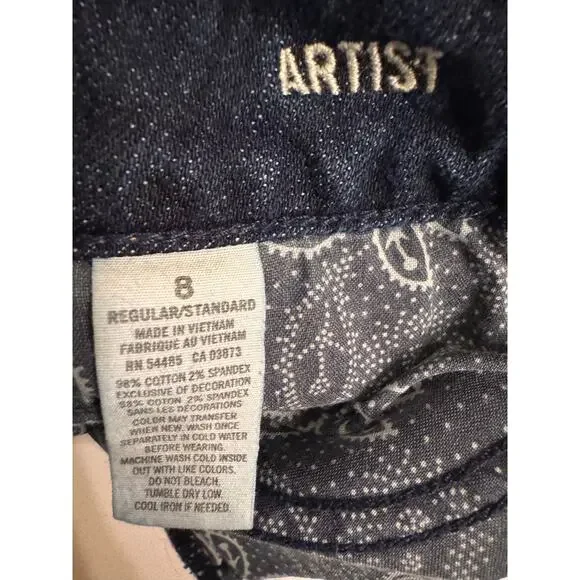 ARTIST
8
REGULAR/STANDARD
MADE IN VIETNAM
FABRIQUÉ AU VIETNAM
RN 54485 CA 03873
98% COTTON 2% SPANDEX
EXCLUSIVE OF DECORATION
98% COTON 2% SPANDEX
SANS LES DÉCORATIONS
COLOR MAY TRANSFER
WHEN NEW. WASH ONCE
SEPARATELY IN COLD WATER
BEFORE WEARING.
MACHINE WASH COLD INSIDE
OUT WITH LIKE COLORS.
DO NOT BLEACH.
TUMBLE DRY LOW.
COOL IRON IF NEEDED.